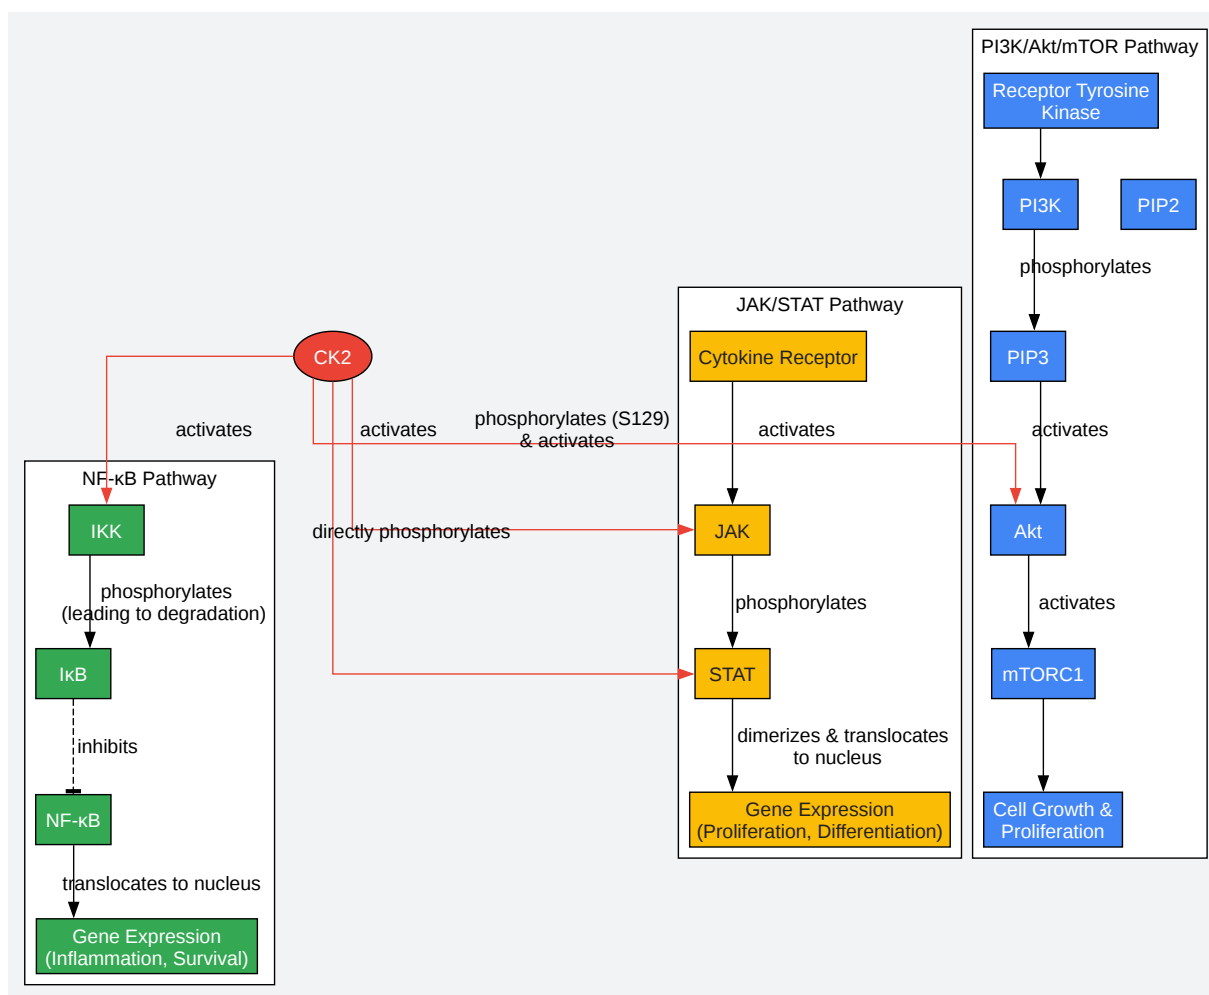 PI3K/Akt/mTOR Pathway
Receptor Tyrosine
Kinase
PI3K
PIP2
phosphorylates
JAK/STAT Pathway
CK2
Cytokine Receptor
PIP3
activates
activates
phosphorylates (S129)
& activates
activates
activates
NF-κB Pathway
IKK
directly phosphorylates
JAK
Akt
phosphorylates
(leading to degradation)
phosphorylates
activates
IκB
STAT
mTORC1
inhibits
dimerizes & translocates
to nucleus
NF-κB
Gene Expression
(Proliferation, Differentiation)
Cell Growth &
Proliferation
translocates to nucleus
Gene Expression
(Inflammation, Survival)